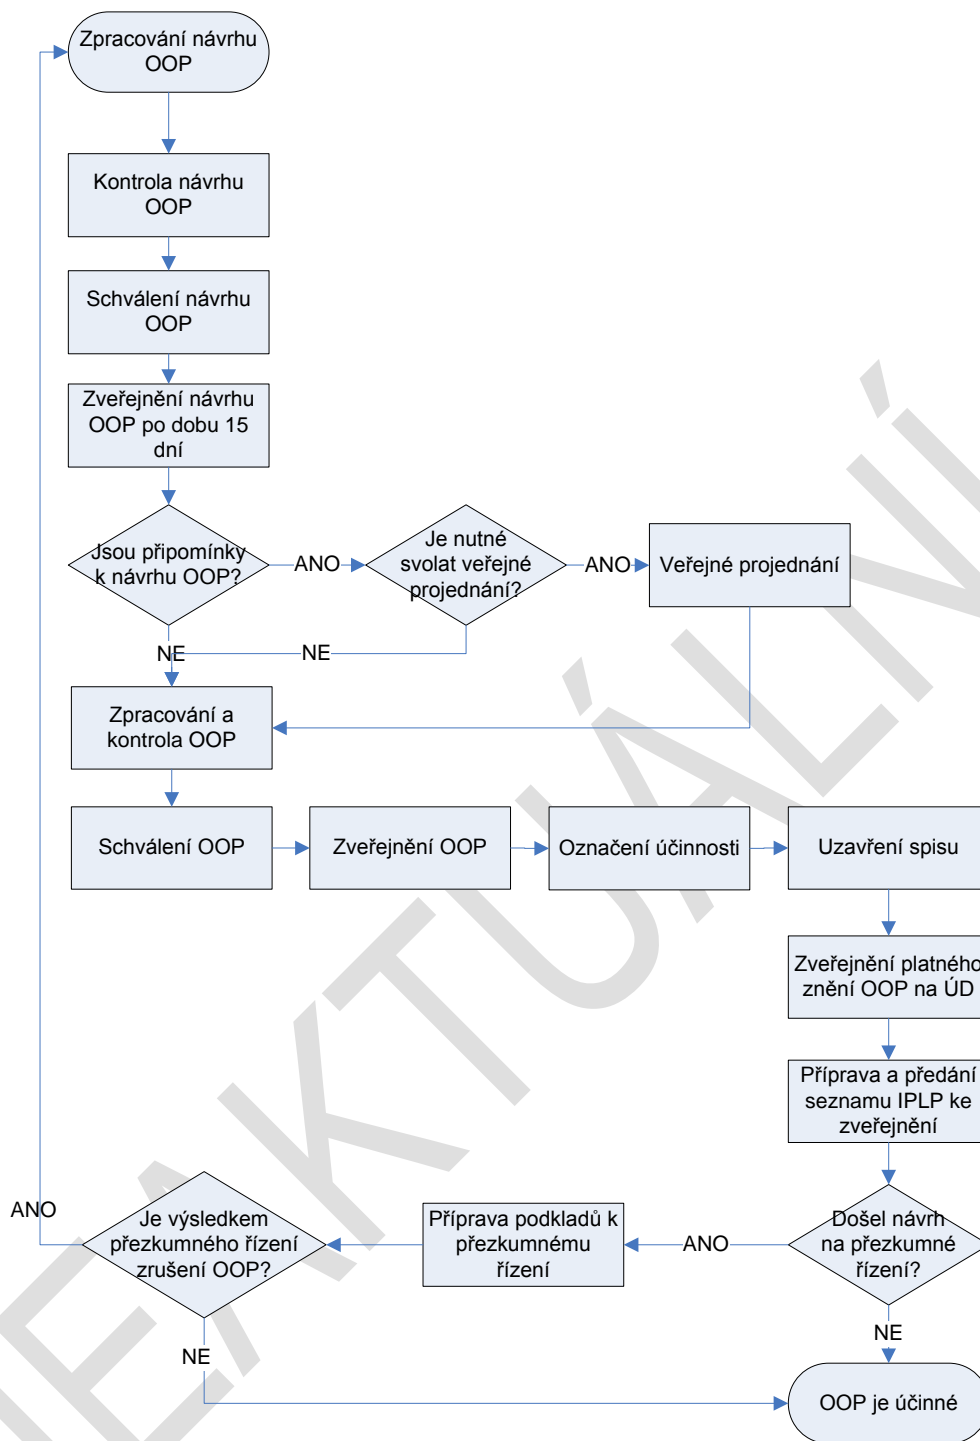 Zpracování návrhu
OOP
Kontrola návrhu
OOP
Schválení návrhu
OOP
Zveřejnění návrhu
OOP po dobu 15
dní
Jsou připomínky
k návrhu OOP?
ANO
Je nutné
svolat veřejné
projednání?
ANO
Veřejné projednání
NE
NE
Zpracování a
kontrola OOP
Schválení OOP
Zveřejnění OOP
Označení účinnosti
Uzavření spisu
Zveřejnění platného
znění OOP na ÚD
Příprava a předání
seznamu IPLP ke
zveřejnění
Došel návrh
na přezkumné
řízení?
ANO
Příprava podkladů k
přezkumnému
řízení
Je výsledkem
přezkumného řízení
zrušení OOP?
ANO
NE
NE
OOP je účinné
NEAKTUÁLNÍ